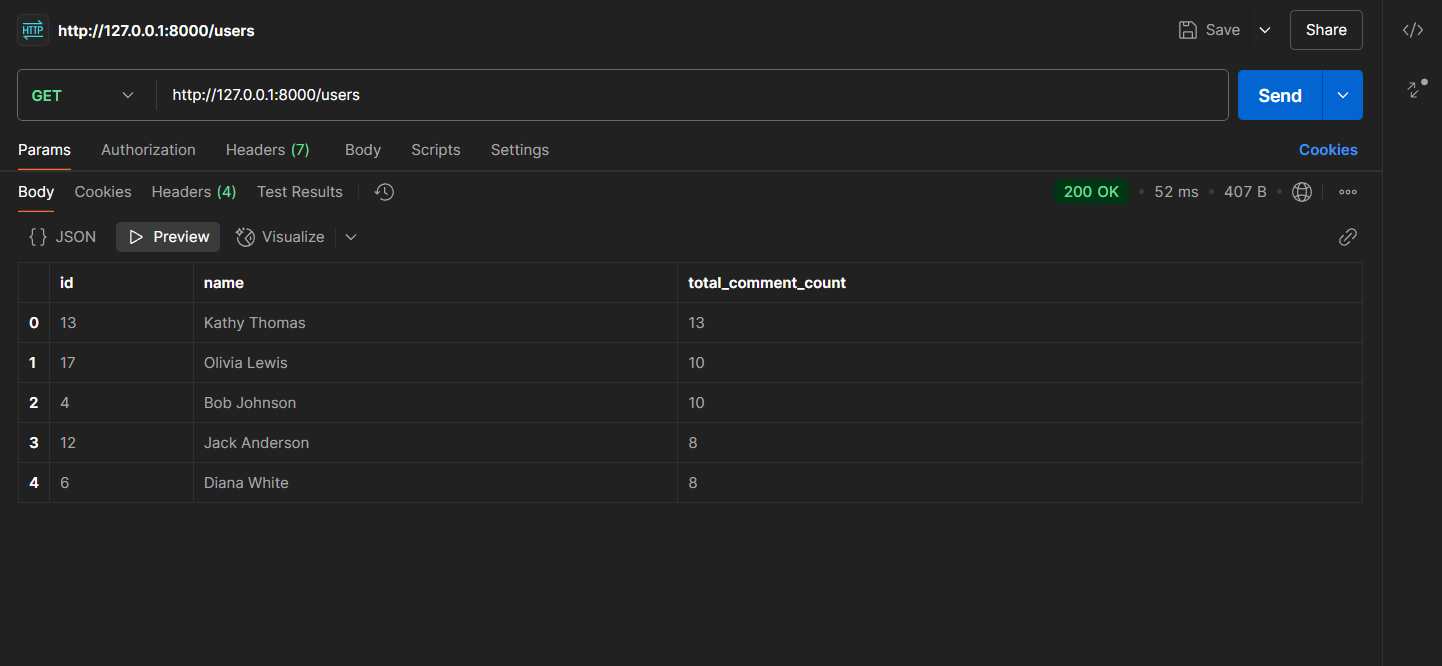 HTTP http://127.0.0.1:8000/users Save Share </>
GET http://127.0.0.1:8000/users Send
Params Authorization Headers (7) Body Scripts Settings Cookies
Body Cookies Headers (4) Test Results 200 OK • 52 ms • 407 B •
{} JSON Preview Visualize
id name total_comment_count
0 13 Kathy Thomas 13
1 17 Olivia Lewis 10
2 4 Bob Johnson 10
3 12 Jack Anderson 8
4 6 Diana White 8